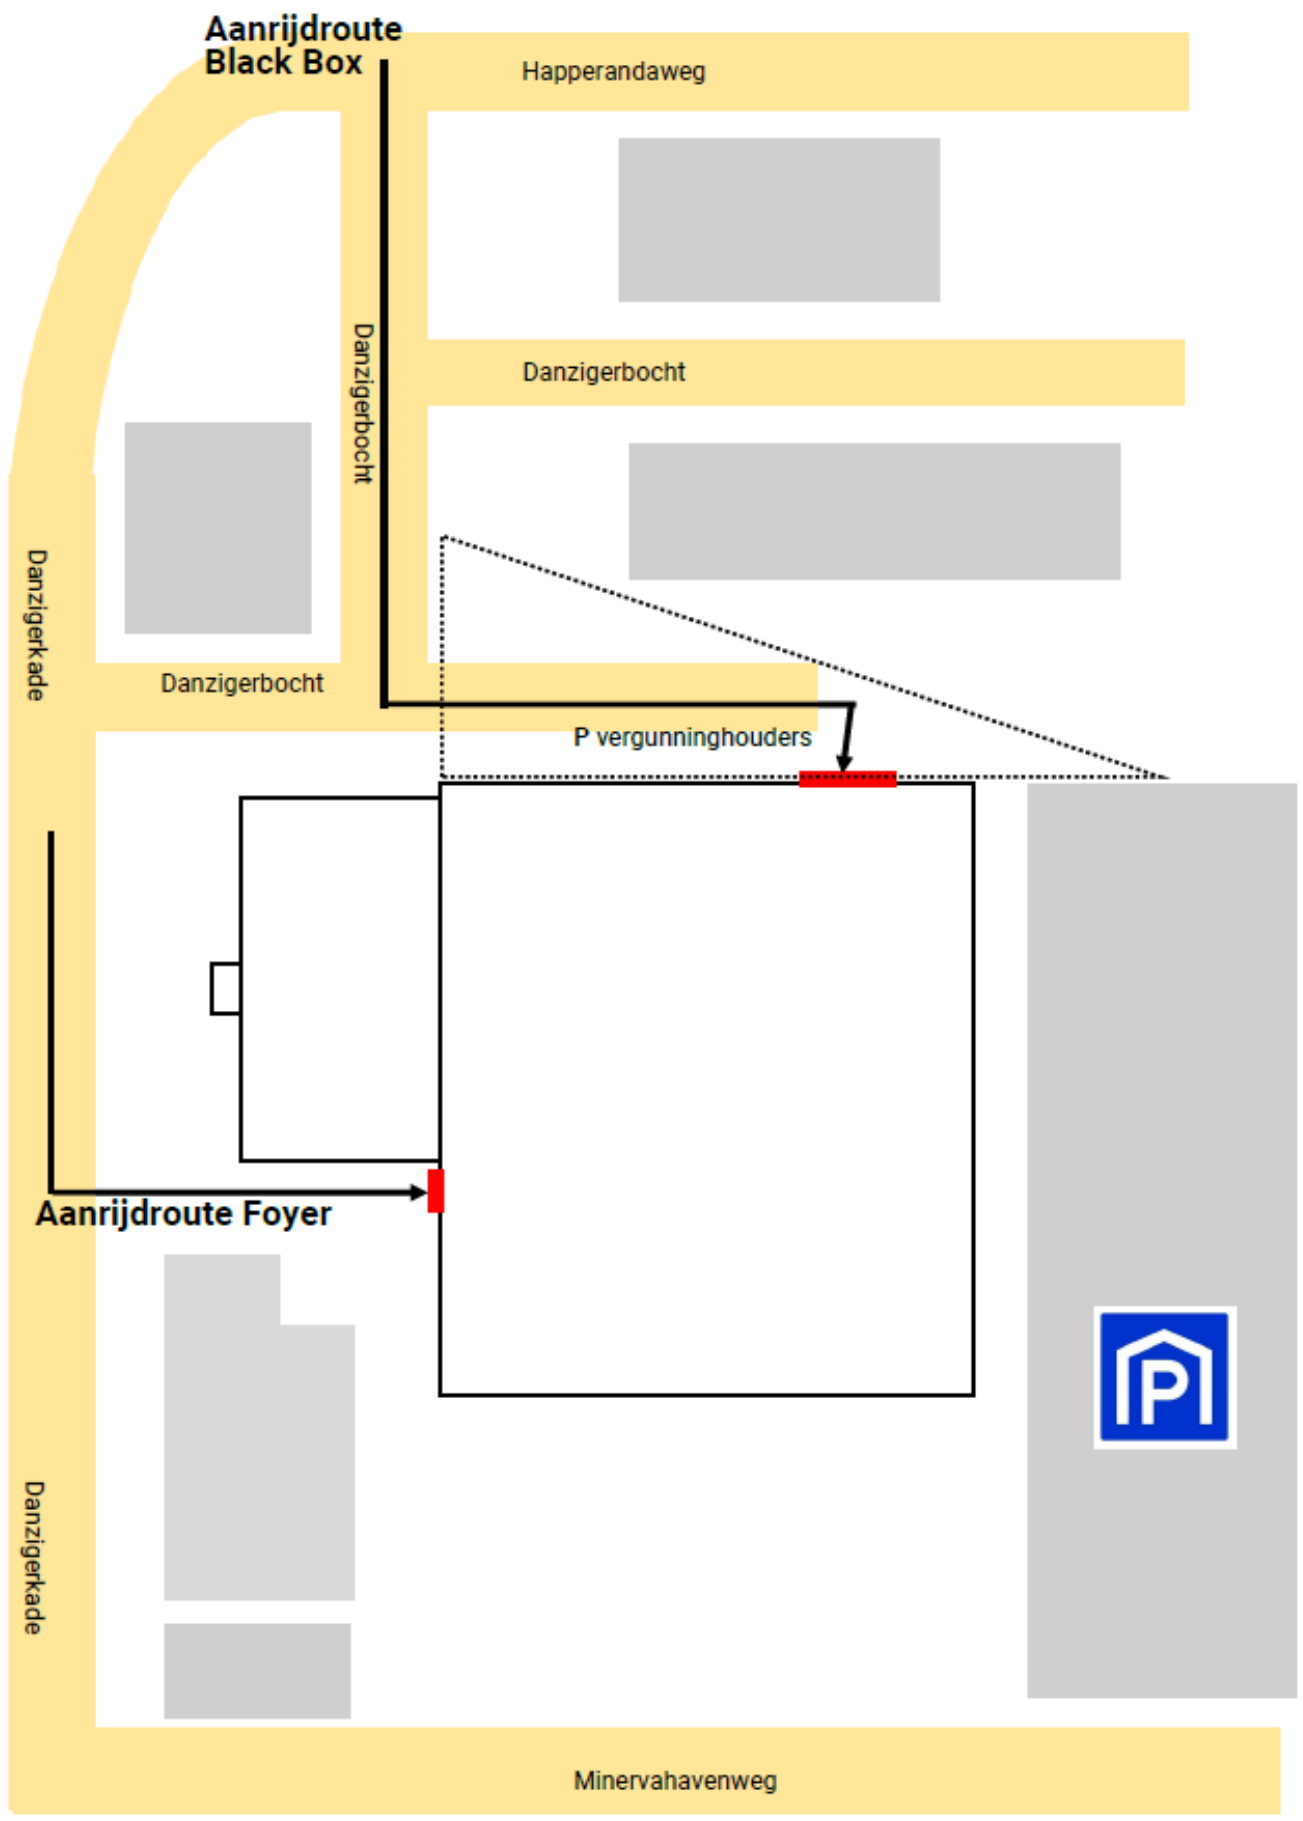 Aanrijdroute
Black Box
Happerandaweg
Danzigerbocht
Danzigerbocht
Danzigerkade
Danzigerbocht
P vergunninghouders
Aanrijdroute Foyer
P
Danzigerkade
Minervahavenweg